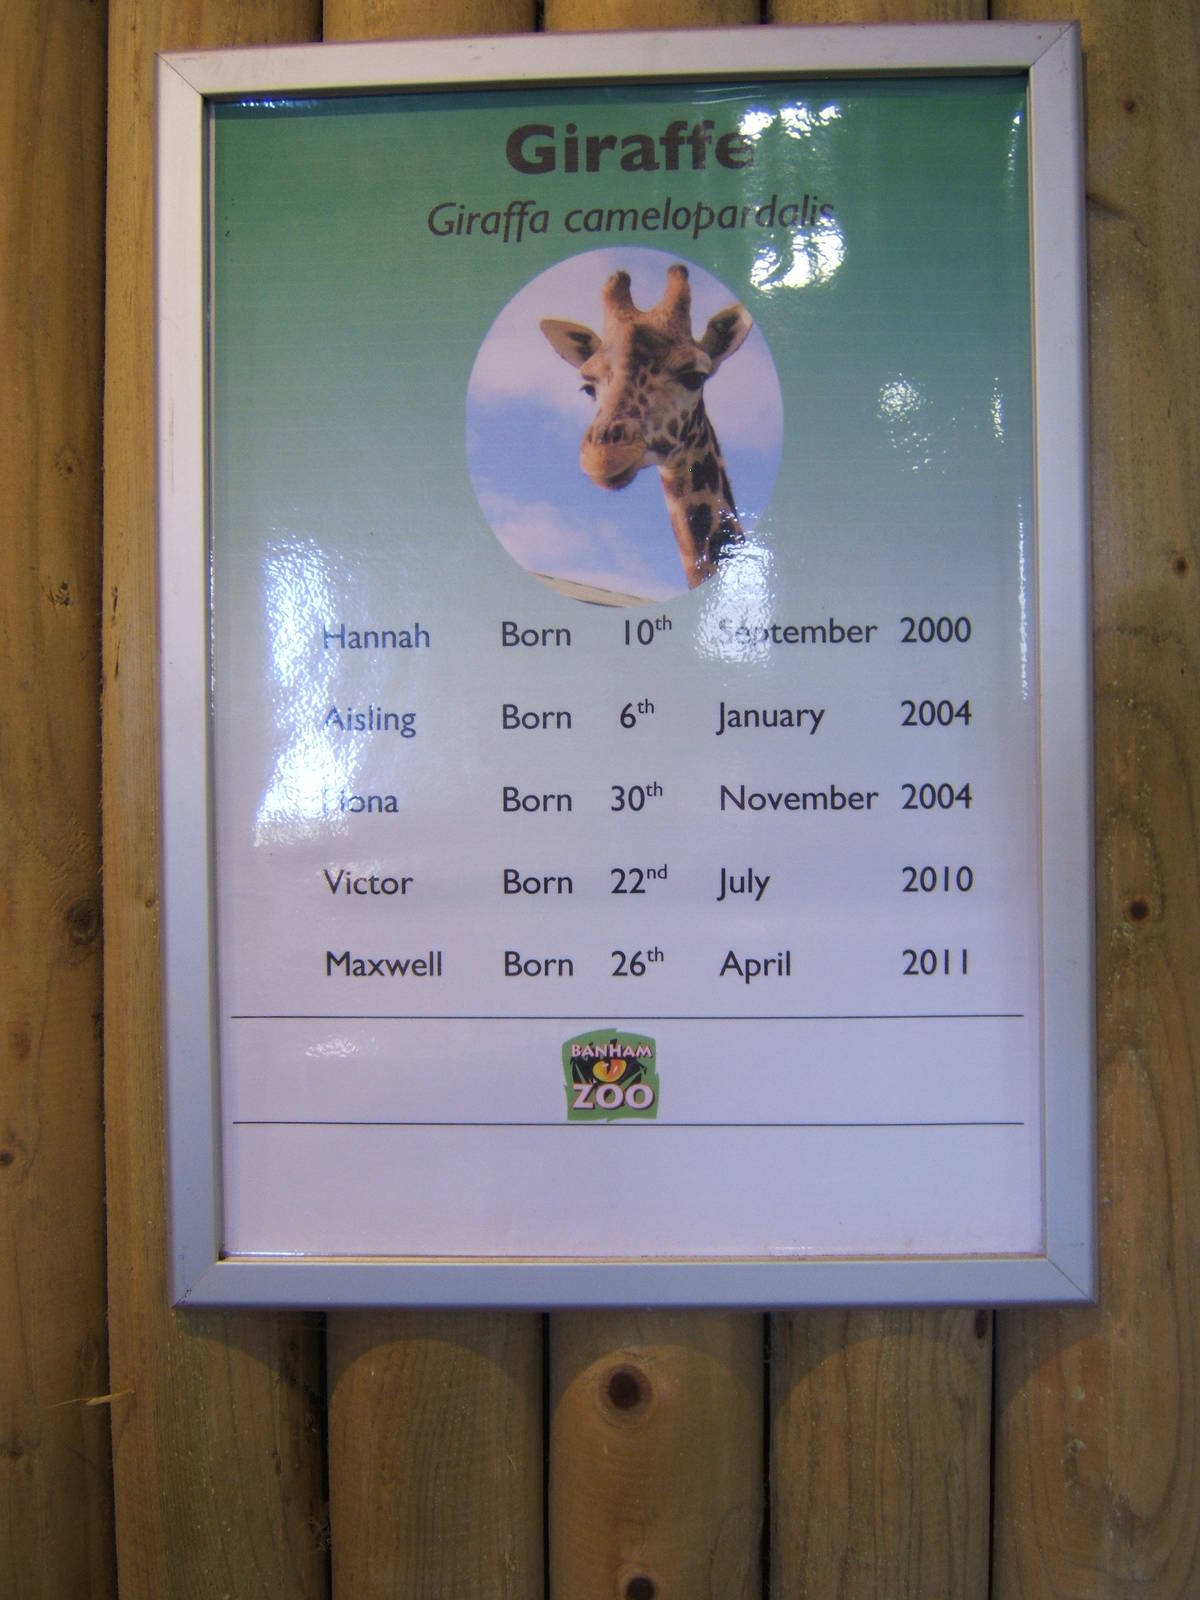 Giraffe
Giraffa camelopardalis
Hannah Born 10th September 2000
Aisling Born 6th January 2004
Born 30th November 2004
Victor Born 22nd July 2010
Maxwell Born 26th April 2011
BANHAM
ZOO